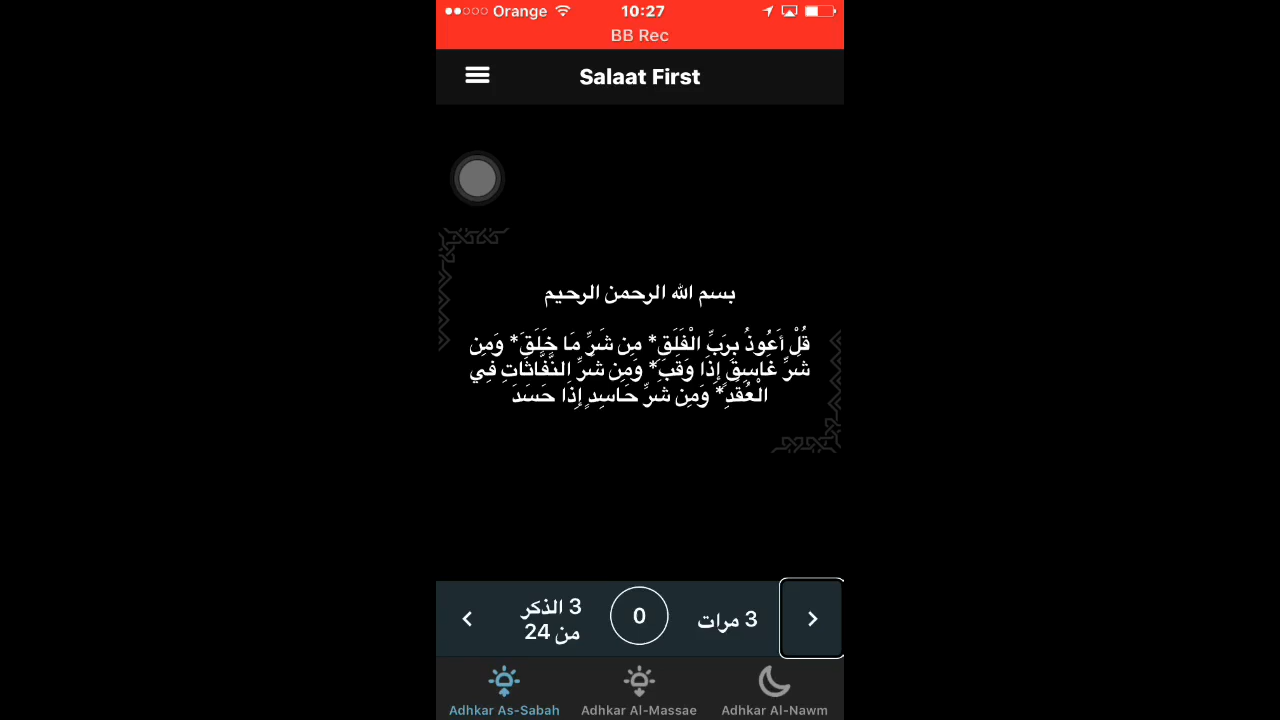 Orange 10:27
BB Rec
Salaat First
بسم الله الرحمن الرحيم
قُلْ أَعُوذُ بِرَبِّ الْفَلَقِ* مِن شَرِّ مَا خَلَقَ* وَمِن
شَرِّ غَاسِقٍ إِذَا وَقَبَ* وَمِن شَرِّ النَّفَّاثَاتِ فِي
الْعُقَدِ* وَمِن شَرِّ حَاسِدٍ إِذَا حَسَدَ
3 مرات
0
3 الذكر
من 24
Adhkar As-Sabah
Adhkar Al-Massae
Adhkar Al-Nawm